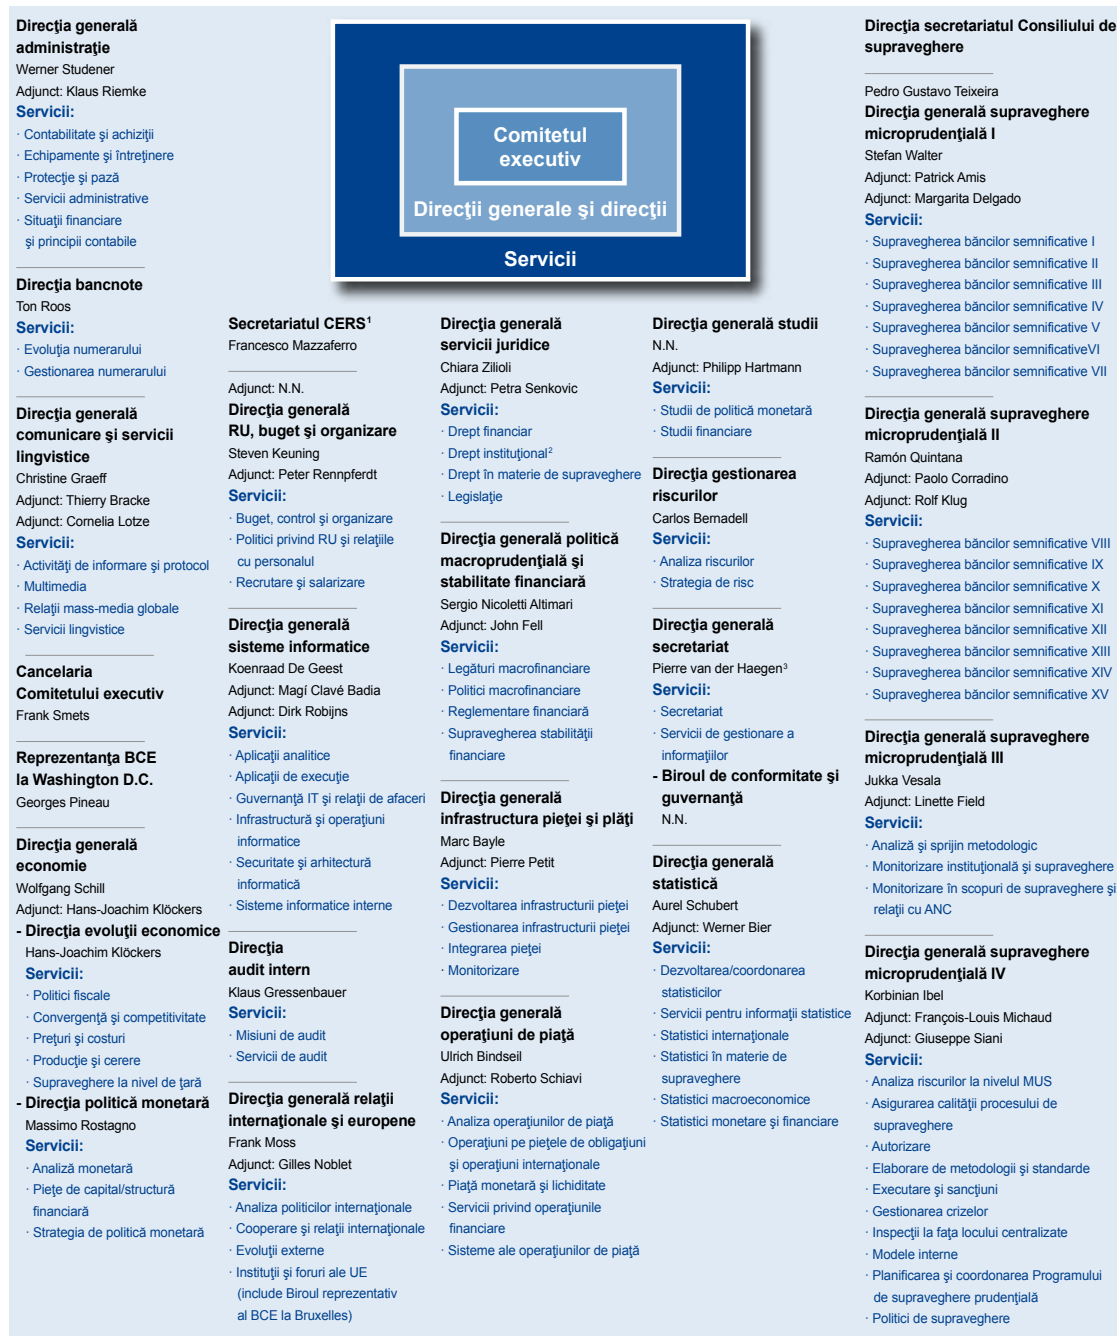 Direcţia generală
administraţie
Werner Studener
Adjunct: Klaus Riemke
Servicii:
· Contabilitate şi achiziţii
· Echipamente şi întreţinere
· Protecţie şi pază
· Servicii administrative
· Situaţii financiare
şi principii contabile
Direcţia bancnote
Ton Roos
Servicii:
· Evoluţia numerarului
· Gestionarea numerarului
Direcţia generală
comunicare şi servicii
lingvistice
Christine Graeff
Adjunct: Thierry Bracke
Adjunct: Cornelia Lotze
Servicii:
· Activităţi de informare şi protocol
· Multimedia
· Relaţii mass-media globale
· Servicii lingvistice
Cancelaria
Comitetului executiv
Frank Smets
Reprezentanţa BCE
la Washington D.C.
Georges Pineau
Direcţia generală
economie
Wolfgang Schill
Adjunct: Hans-Joachim Klöckers
- Direcţia evoluţii economice
Hans-Joachim Klöckers
Servicii:
· Politici fiscale
· Convergenţă şi competitivitate
· Preţuri şi costuri
· Producţie şi cerere
· Supraveghere la nivel de ţară
- Direcţia politică monetară
Massimo Rostagno
Servicii:
· Analiză monetară
· Pieţe de capital/structură
financiară
· Strategia de politică monetară
Comitetul
executiv
Direcţii generale şi direcţii
Servicii
Secretariatul CERS¹
Francesco Mazzaferro
Adjunct: N.N.
Direcţia generală
RU, buget şi organizare
Steven Keuning
Adjunct: Peter Rennpferdt
Servicii:
· Buget, control şi organizare
· Politici privind RU şi relaţiile
cu personalul
· Recrutare şi salarizare
Direcţia generală
sisteme informatice
Koenraad De Geest
Adjunct: Magí Clavé Badia
Adjunct: Dirk Robijns
Servicii:
· Aplicaţii analitice
· Aplicaţii de execuţie
· Guvernanţă IT şi relaţii de afaceri
· Infrastructură şi operaţiuni
informatice
· Securitate şi arhitectură
informatică
· Sisteme informatice interne
Direcţia
audit intern
Klaus Gressenbauer
Servicii:
· Misiuni de audit
· Servicii de audit
Direcţia generală relaţii
internaţionale şi europene
Frank Moss
Adjunct: Gilles Noblet
Servicii:
· Analiza politicilor internaţionale
· Cooperare şi relaţii internaţionale
· Evoluţii externe
· Instituţii şi foruri ale UE
(include Biroul reprezentativ
al BCE la Bruxelles)
Direcţia generală
servicii juridice
Chiara Zilioli
Adjunct: Petra Senkovic
Servicii:
· Drept financiar
· Drept instituţional²
· Drept în materie de supraveghere
· Legislaţie
Direcţia generală politică
macroprudenţială şi
stabilitate financiară
Sergio Nicoletti Altimari
Adjunct: John Fell
Servicii:
· Legături macrofinanciare
· Politici macrofinanciare
· Reglementare financiară
· Supravegherea stabilităţii
financiare
Direcţia generală
infrastructura pieţei şi plăţi
Marc Bayle
Adjunct: Pierre Petit
Servicii:
· Dezvoltarea infrastructurii pieţei
· Gestionarea infrastructurii pieţei
· Integrarea pieţei
· Monitorizare
Direcţia generală
operaţiuni de piaţă
Ulrich Bindseil
Adjunct: Roberto Schiavi
Servicii:
· Analiza operaţiunilor de piaţă
· Operaţiuni pe pieţele de obligaţiuni
şi operaţiuni internaţionale
· Piaţă monetară şi lichiditate
· Servicii privind operaţiunile
financiare
· Sisteme ale operaţiunilor de piaţă
Direcţia generală studii
N.N.
Adjunct: Philipp Hartmann
Servicii:
· Studii de politică monetară
· Studii financiare
Direcţia gestionarea
riscurilor
Carlos Bernadell
Servicii:
· Analiza riscurilor
· Strategia de risc
Direcţia generală
secretariat
Pierre van der Haegen³
Servicii:
· Secretariat
· Servicii de gestionare a
informaţiilor
- Biroul de conformitate şi
guvernanţă
N.N.
Direcţia generală
statistică
Aurel Schubert
Adjunct: Werner Bier
Servicii:
· Dezvoltarea/coordonarea
statisticilor
· Servicii pentru informaţii statistice
· Statistici internaţionale
· Statistici în materie de
supraveghere
· Statistici macroeconomice
· Statistici monetare şi financiare
Direcţia secretariatul Consiliului de
supraveghere
Pedro Gustavo Teixeira
Direcţia generală supraveghere
microprudenţială I
Stefan Walter
Adjunct: Patrick Amis
Adjunct: Margarita Delgado
Servicii:
· Supravegherea băncilor semnificative I
· Supravegherea băncilor semnificative II
· Supravegherea băncilor semnificative III
· Supravegherea băncilor semnificative IV
· Supravegherea băncilor semnificative V
· Supravegherea băncilor semnificativeVI
· Supravegherea băncilor semnificative VII
Direcţia generală supraveghere
microprudenţială II
Ramón Quintana
Adjunct: Paolo Corradino
Adjunct: Rolf Klug
Servicii:
· Supravegherea băncilor semnificative VIII
· Supravegherea băncilor semnificative IX
· Supravegherea băncilor semnificative X
· Supravegherea băncilor semnificative XI
· Supravegherea băncilor semnificative XII
· Supravegherea băncilor semnificative XIII
· Supravegherea băncilor semnificative XIV
· Supravegherea băncilor semnificative XV
Direcţia generală supraveghere
microprudenţială III
Jukka Vesala
Adjunct: Linette Field
Servicii:
· Analiză şi sprijin metodologic
· Monitorizare instituţională şi supraveghere
· Monitorizare în scopuri de supraveghere şi
relaţii cu ANC
Direcţia generală supraveghere
microprudenţială IV
Korbinian Ibel
Adjunct: François-Louis Michaud
Adjunct: Giuseppe Siani
Servicii:
· Analiza riscurilor la nivelul MUS
· Asigurarea calităţii procesului de
supraveghere
· Autorizare
· Elaborare de metodologii şi standarde
· Executare şi sancţiuni
· Gestionarea crizelor
· Inspecţii la faţa locului centralizate
· Modele interne
· Planificarea şi coordonarea Programului
de supraveghere prudenţială
· Politici de supraveghere